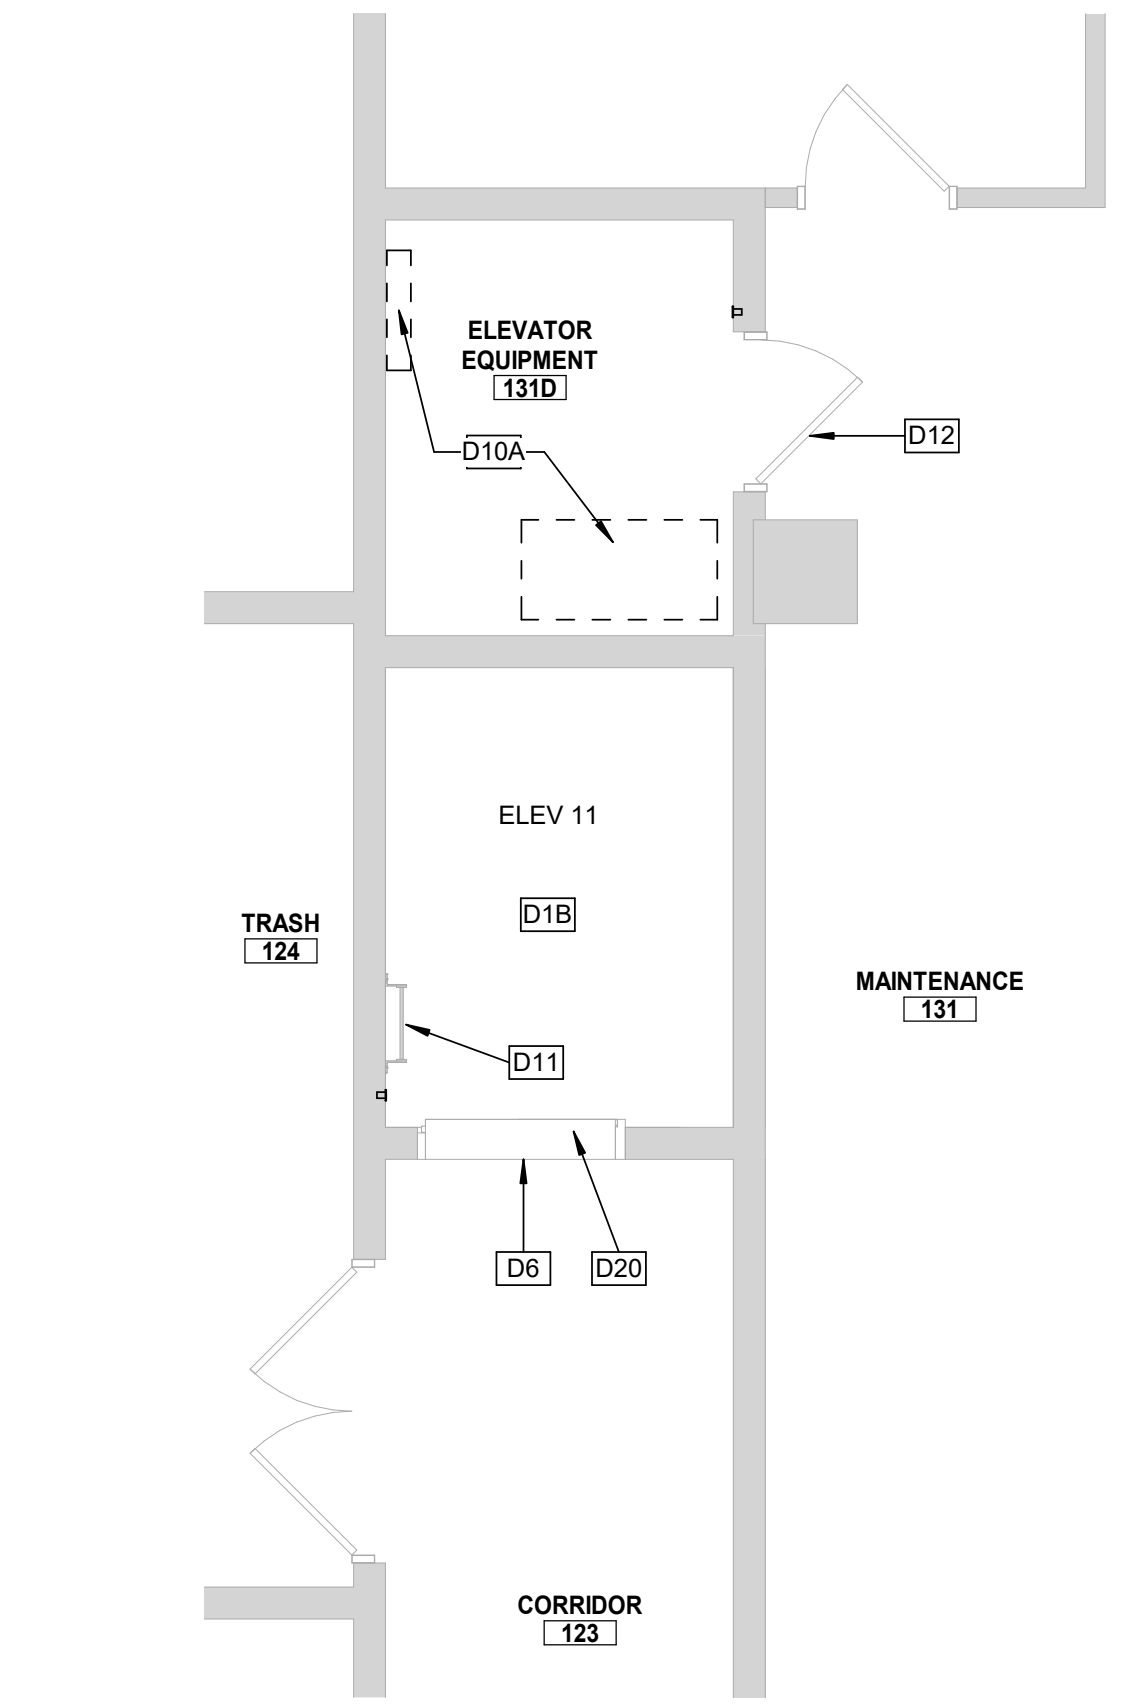 ELEVATOR
EQUIPMENT
131D
D12
D10A
ELEV 11
D1B
TRASH
124
MAINTENANCE
131
D11
D6
D20
CORRIDOR
123